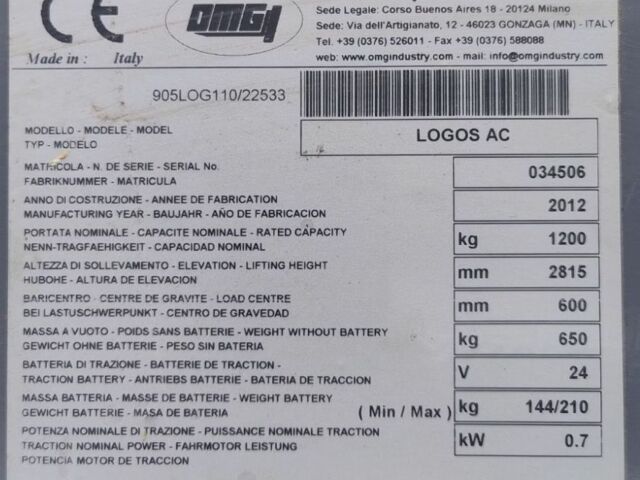 CE
OMG
Sede Legale: Corso Buenos Aires 18 - 20124 Milano
Sede: Via dell'Artigianato, 12 - 46023 GONZAGA (MN) - ITALY
Tel. +39 (0376) 526011 - Fax +39 (0376) 588088
web: www.omgindustry.com - mail: info@omgindustry.com
Made in : Italy
905LOG110/22533
MODELLO - MODELE - MODEL
TYP - MODELO
LOGOS AC
MATRICOLA - N. DE SERIE - SERIAL No.
FABRIKNUMMER - MATRICULA
034506
ANNO DI COSTRUZIONE - ANNEE DE FABRICATION
MANUFACTURING YEAR - BAUJAHR - AÑO DE FABRICACION
2012
PORTATA NOMINALE - CAPACITE NOMINALE - RATED CAPACITY
NENN-TRAGFAEHIGKEIT - CAPACIDAD NOMINAL
kg 1200
ALTEZZA DI SOLLEVAMENTO - ELEVATION - LIFTING HEIGHT
HUBOHE - ALTURA DE ELEVACION
mm 2815
BARICENTRO - CENTRE DE GRAVITE - LOAD CENTRE
BEI LASTUSCHWERPUNKT - CENTRO DE GRAVEDAD
mm 600
MASSA A VUOTO - POIDS SANS BATTERIE - WEIGHT WITHOUT BATTERY
GEWICHT OHNE BATTERIE - PESO SIN BATERIA
kg 650
BATTERIA DI TRAZIONE - BATTERIE DE TRACTION -
TRACTION BATTERY - ANTRIEBS BATTERIE - BATERIA DE TRACCION
V 24
MASSA BATTERIA - MASSE DE BATTERIE - WEIGHT BATTERY
GEWICHT BATTERIE - MASA DE BATERIA
( Min / Max ) kg 144/210
POTENZA NOMINALE DI TRAZIONE - PUISSANCE NOMINALE TRACTION
TRACTION NOMINAL POWER - FAHRMOTOR LEISTUNG
POTENCIA MOTOR DE TRACCION
kW 0.7